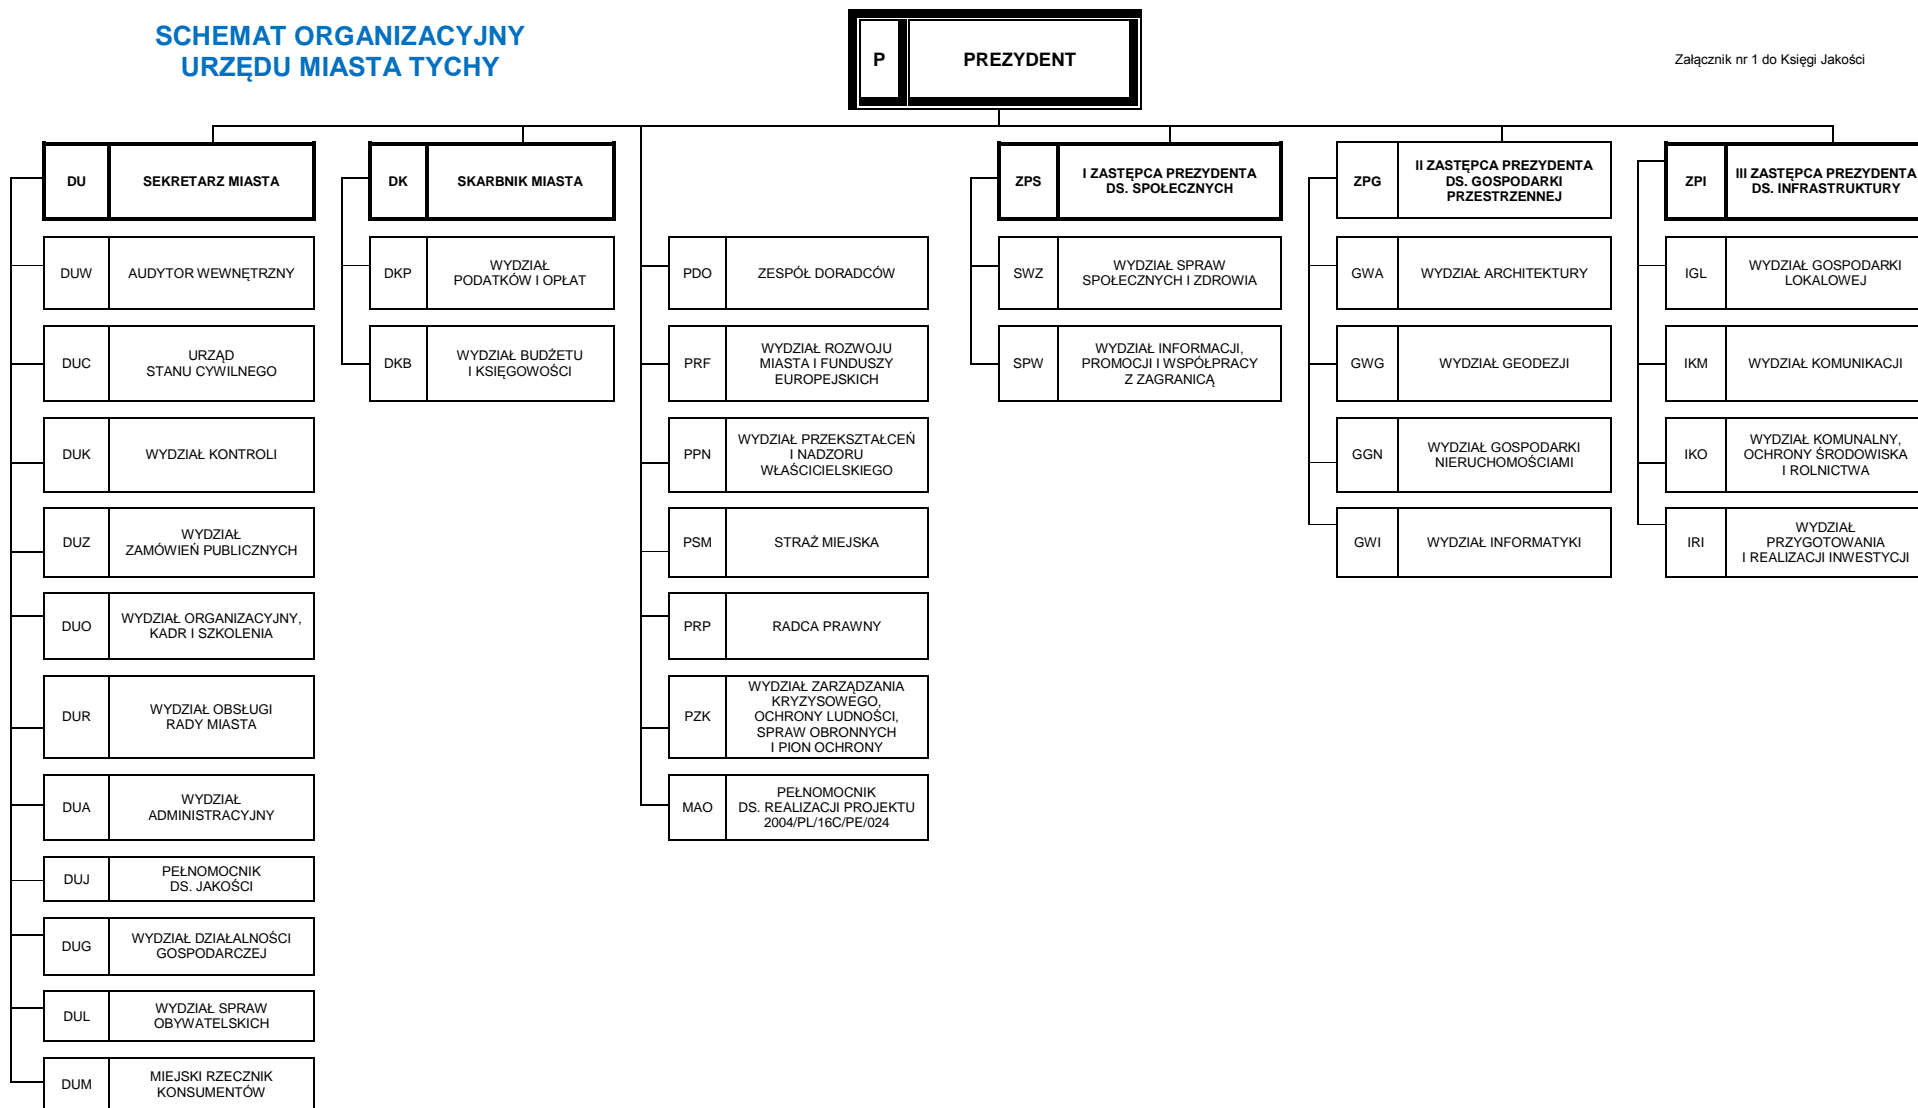 SCHEMAT ORGANIZACYJNY
URZĘDU MIASTA TYCHY
P
PREZYDENT
Załącznik nr 1 do Księgi Jakości
DU
SEKRETARZ MIASTA
DUW
AUDYTOR WEWNĘTRZNY
DUC
URZĄD
STANU CYWILNEGO
DUK
WYDZIAŁ KONTROLI
DUZ
WYDZIAŁ
ZAMÓWIEŃ PUBLICZNYCH
DUO
WYDZIAŁ ORGANIZACYJNY,
KADR I SZKOLENIA
DUR
WYDZIAŁ OBSŁUGI
RADY MIASTA
DUA
WYDZIAŁ
ADMINISTRACYJNY
DUJ
PEŁNOMOCNIK
DS. JAKOŚCI
DUG
WYDZIAŁ DZIAŁALNOŚCI
GOSPODARCZEJ
DUL
WYDZIAŁ SPRAW
OBYWATELSKICH
DUM
MIEJSKI RZECZNIK
KONSUMENTÓW
DK
SKARBNIK MIASTA
DKP
WYDZIAŁ
PODATKÓW I OPŁAT
DKB
WYDZIAŁ BUDŻETU
I KSIĘGOWOŚCI
PDO
ZESPÓŁ DORADCÓW
PRF
WYDZIAŁ ROZWOJU
MIASTA I FUNDUSZY
EUROPEJSKICH
PPN
WYDZIAŁ PRZEKSZTAŁCEŃ
I NADZORU
WŁAŚCICIELSKIEGO
PSM
STRAŻ MIEJSKA
PRP
RADCA PRAWNY
PZK
WYDZIAŁ ZARZĄDZANIA
KRYZYSOWEGO,
OCHRONY LUDNOŚCI,
SPRAW OBRONNYCH
I PION OCHRONY
MAO
PEŁNOMOCNIK
DS. REALIZACJI PROJEKTU
2004/PL/16C/PE/024
ZPS
I ZASTĘPCA PREZYDENTA
DS. SPOŁECZNYCH
SWZ
WYDZIAŁ SPRAW
SPOŁECZNYCH I ZDROWIA
SPW
WYDZIAŁ INFORMACJI,
PROMOCJI I WSPÓŁPRACY
Z ZAGRANICĄ
ZPG
II ZASTĘPCA PREZYDENTA
DS. GOSPODARKI
PRZESTRZENNEJ
GWA
WYDZIAŁ ARCHITEKTURY
GWG
WYDZIAŁ GEODEZJI
GGN
WYDZIAŁ GOSPODARKI
NIERUCHOMOŚCIAMI
GWI
WYDZIAŁ INFORMATYKI
ZPI
III ZASTĘPCA PREZYDENTA
DS. INFRASTRUKTURY
IGL
WYDZIAŁ GOSPODARKI
LOKALOWEJ
IKM
WYDZIAŁ KOMUNIKACJI
IKO
WYDZIAŁ KOMUNALNY,
OCHRONY ŚRODOWISKA
I ROLNICTWA
IRI
WYDZIAŁ
PRZYGOTOWANIA
I REALIZACJI INWESTYCJI